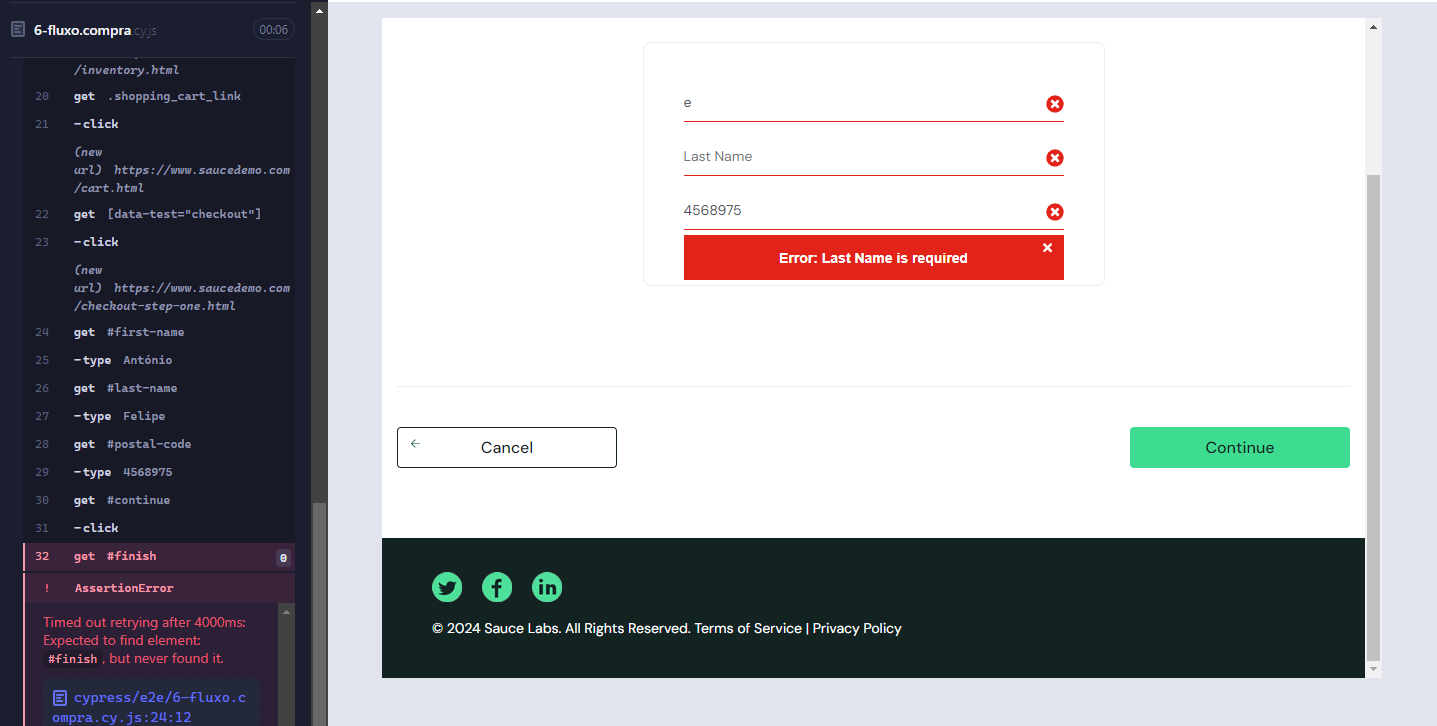 6-fluxo.compra.cy.js 00:06
/inventory.html
20 get .shopping_cart_link
21 -click
(new
url) https://www.saucedemo.com
/cart.html
22 get [data-test="checkout"]
23 -click
(new
url) https://www.saucedemo.com
/checkout-step-one.html
24 get #first-name
25 -type António
26 get #last-name
27 -type Felipe
28 get #postal-code
29 -type 4568975
30 get #continue
31 -click
32 get #finish 0
! AssertionError
Timed out retrying after 4000ms:
Expected to find element:
#finish, but never found it.
cypress/e2e/6-fluxo.c
ompra.cy.js:24:12
e
Last Name
4568975
Error: Last Name is required
Cancel
Continue
© 2024 Sauce Labs. All Rights Reserved. Terms of Service | Privacy Policy